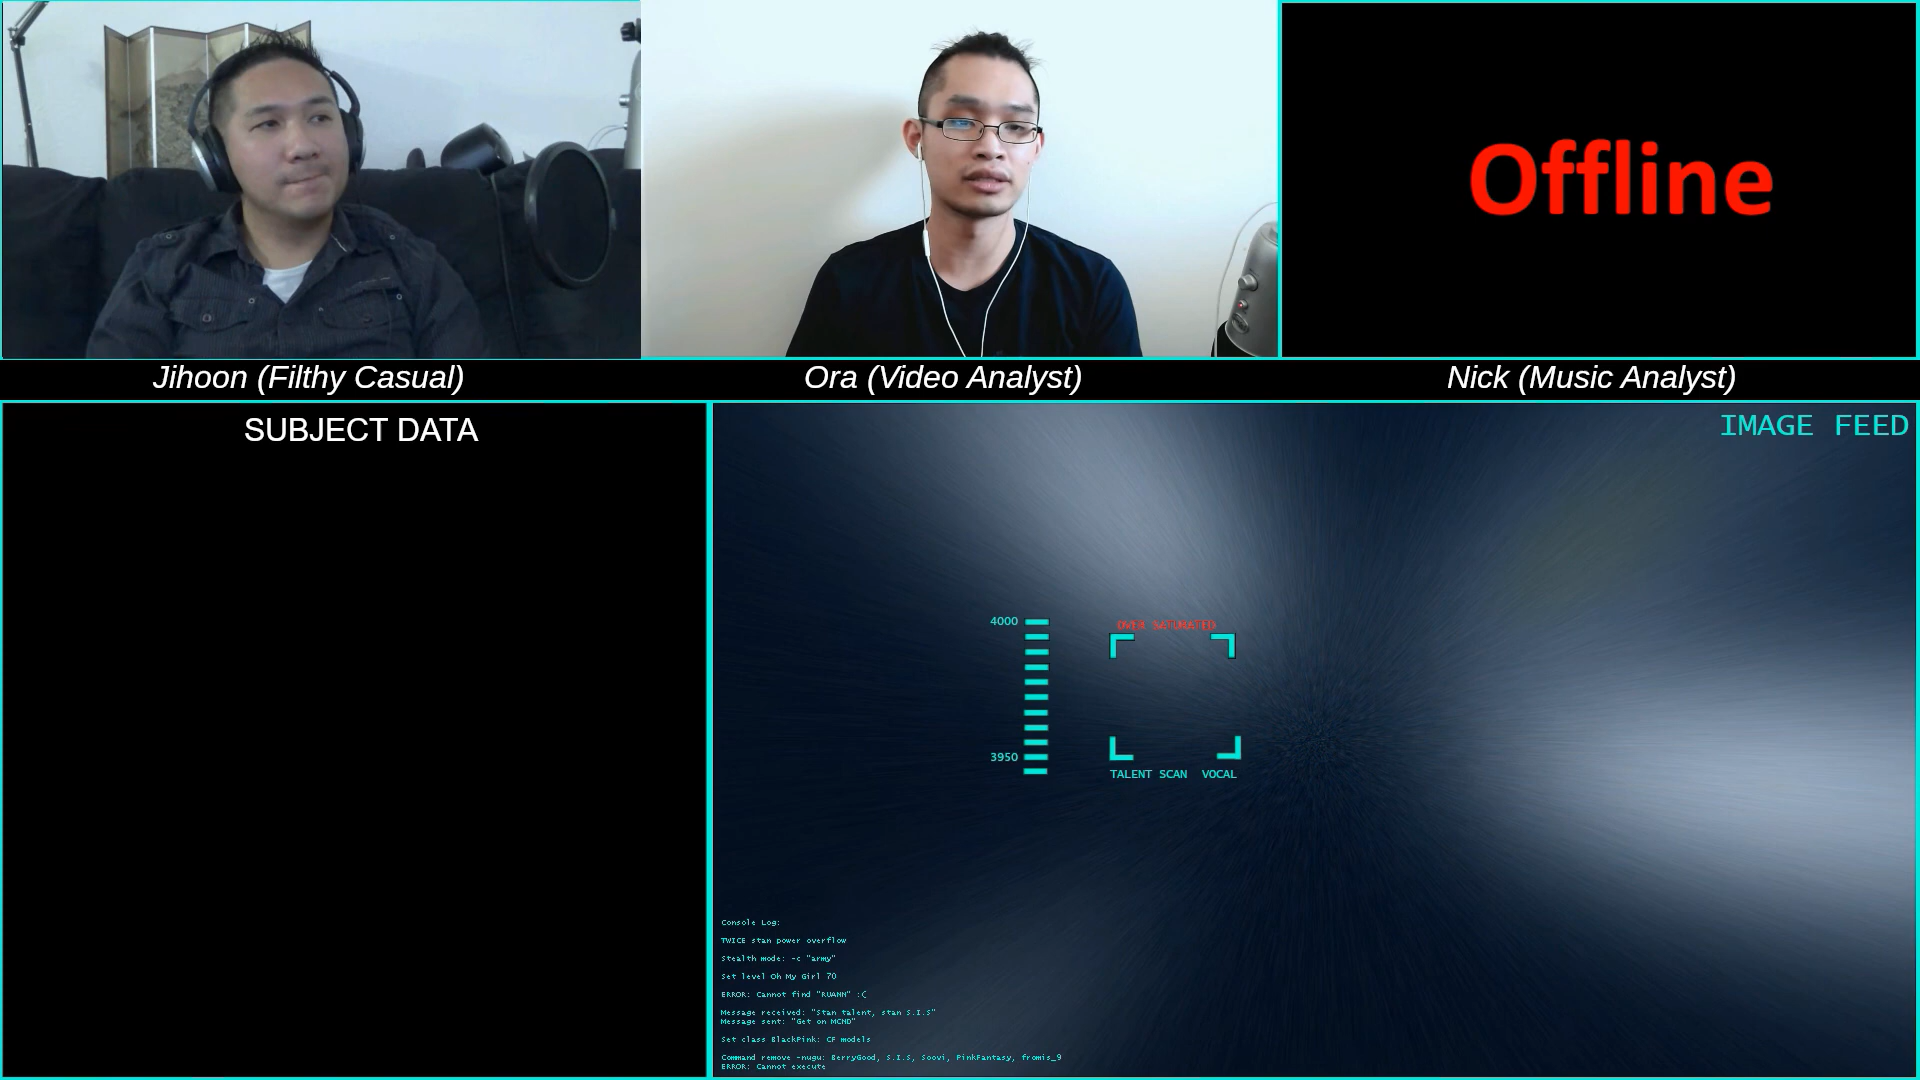 Offline
Jihoon (Filthy Casual)
Ora (Video Analyst)
Nick (Music Analyst)
SUBJECT DATA
IMAGE FEED
4000
OVER SATURATED
3950
TALENT SCAN VOCAL
Console Log:
TWICE stan power overflow
Stealth mode: -c "army"
Set level Oh My Girl 70
ERROR: Cannot find "RUANN" :(
Message received: "Stan talent, stan S.I.S"
Message sent: "Get on MCND"
Set class BlackPink: CF models
Command remove -nugu: BerryGood, S.I.S, Soovi, PinkFantasy, fromis_9
ERROR: Cannot execute